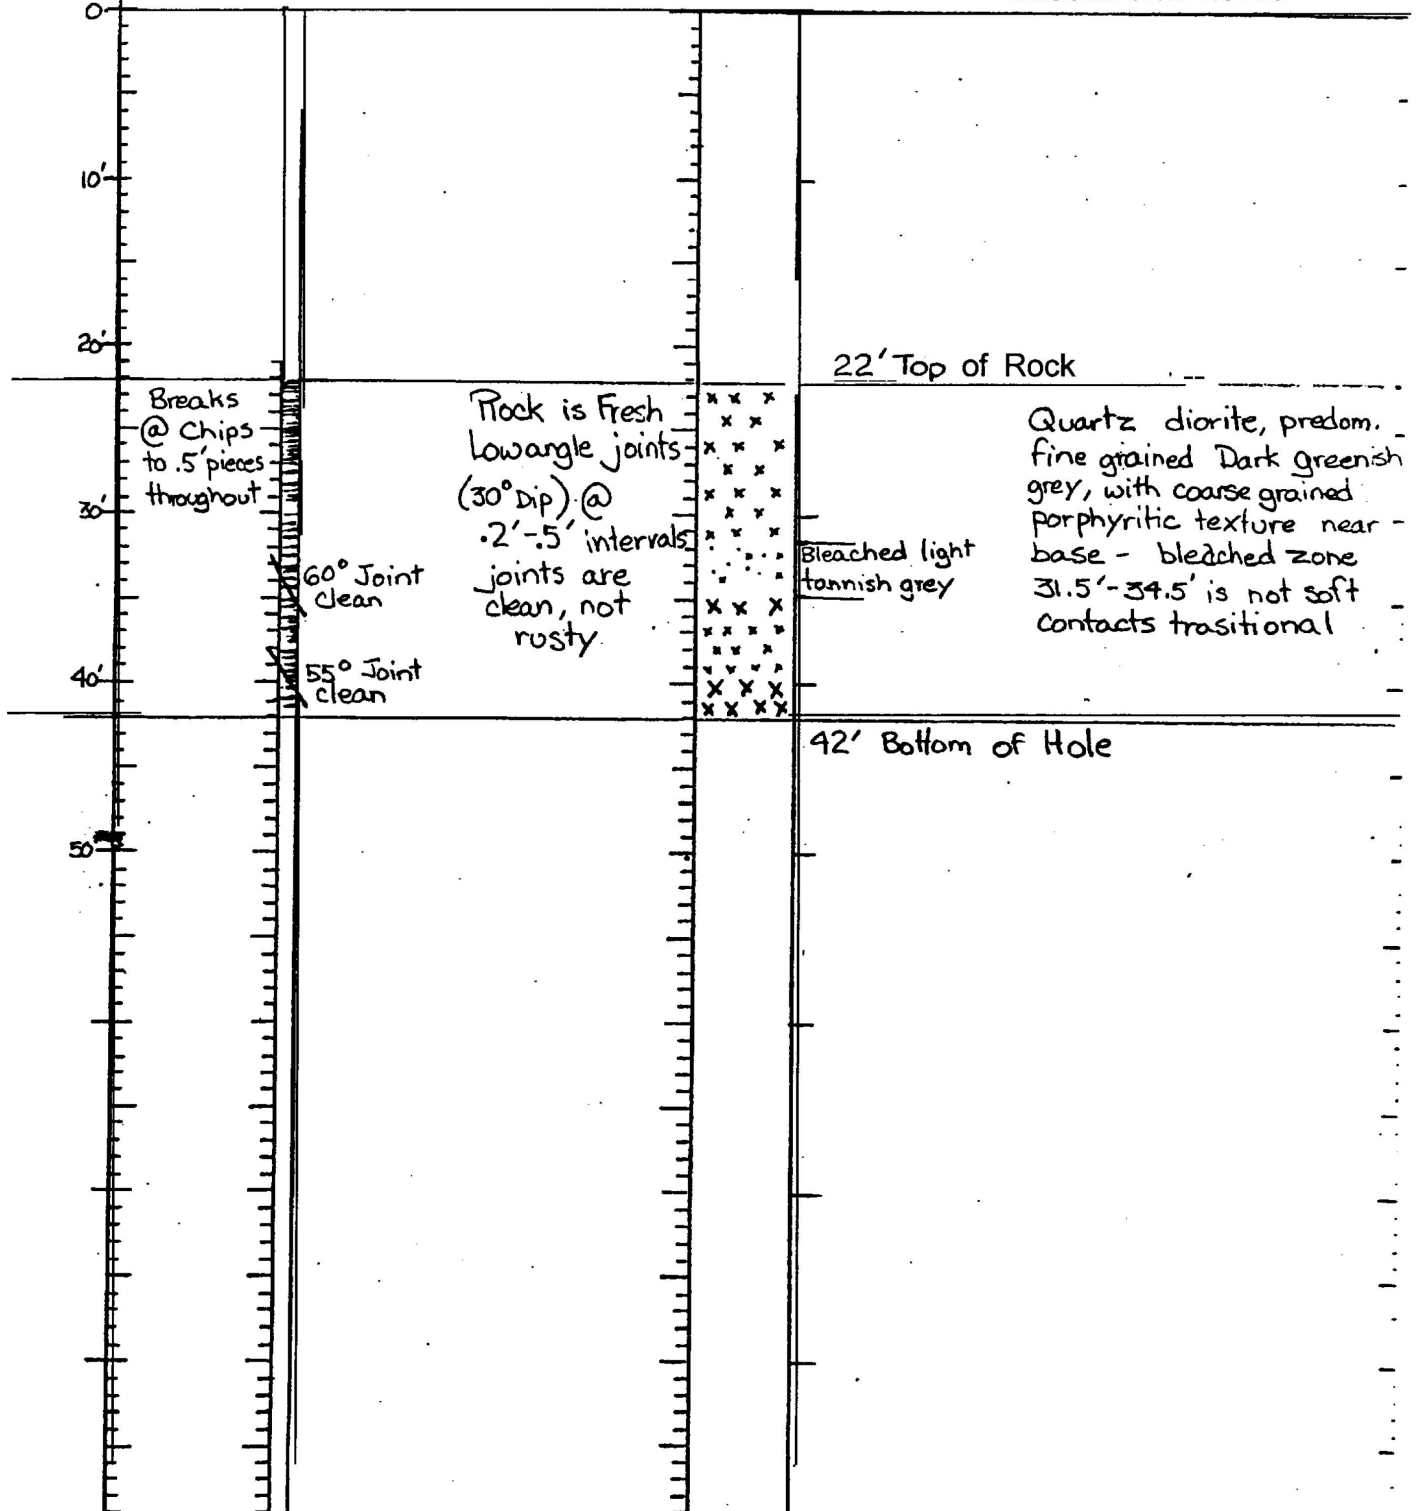 0
10'
20'
22' Top of Rock
Breaks
@ Chips
to .5' pieces
throughout
Rock is Fresh
Low angle joints
(30° Dip) @
.2'-.5' intervals
joints are
clean, not
rusty
Quartz diorite, predom.
fine grained Dark greenish
grey, with coarse grained
porphyritic texture near -
base - bleached zone
31.5'-34.5' is not soft
contacts trasitional
30'
Bleached light
tannish grey
60° Joint
clean
40'
55° Joint
clean
42' Bottom of Hole
50'